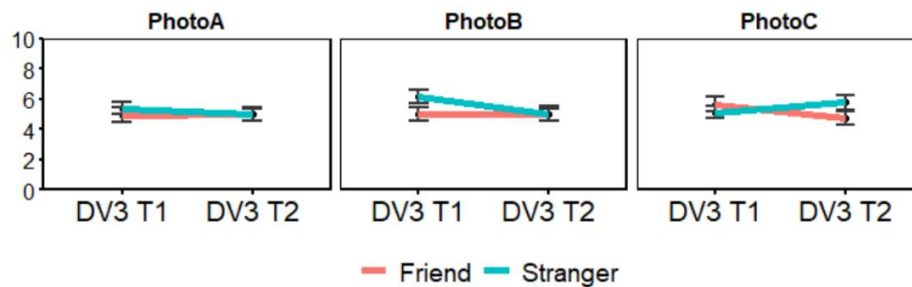 PhotoA PhotoB PhotoC
10
8
6
4
2
0
DV3 T1 DV3 T2 DV3 T1 DV3 T2 DV3 T1 DV3 T2
Friend Stranger